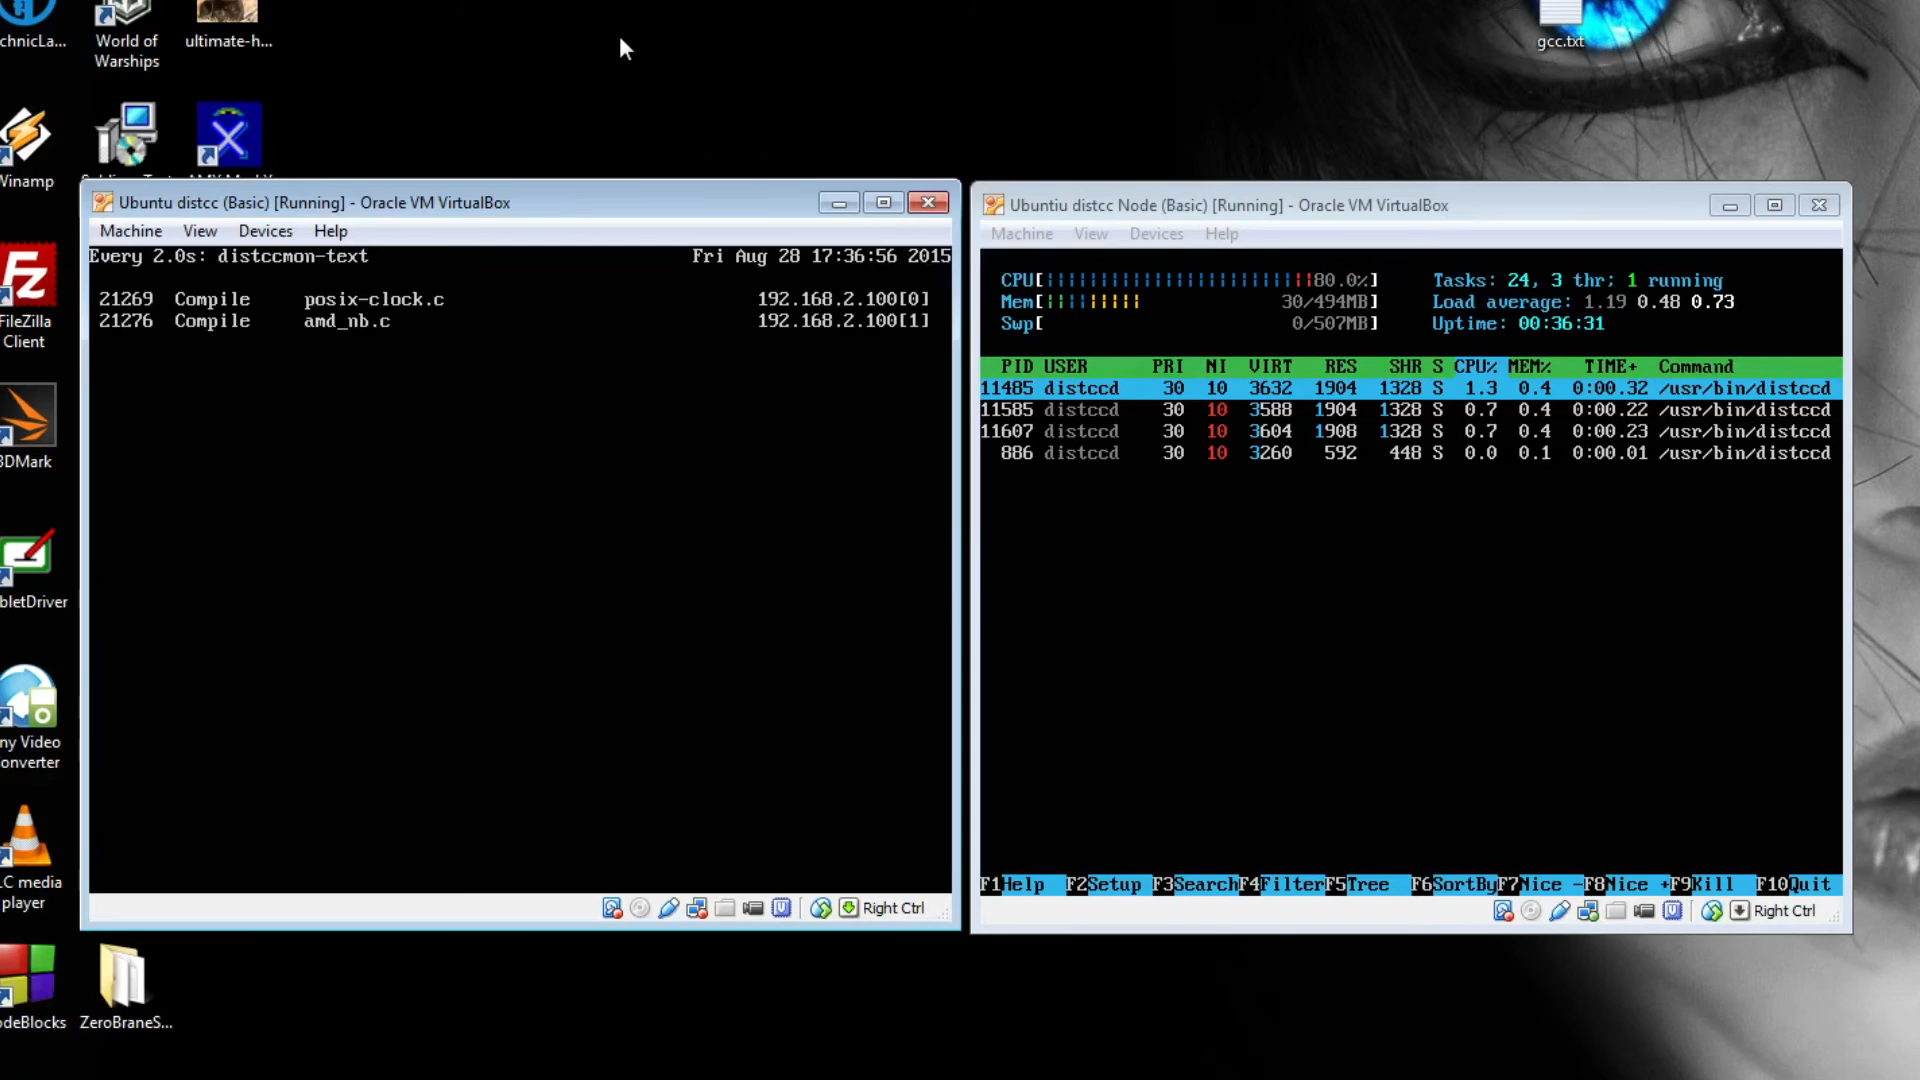 chnicLa...
World of
Warships
ultimate-h...
gcc.txt
Winamp
FileZilla
Client
3DMark
bletDriver
ny Video
onverter
LC media
player
odeBlocks
ZeroBraneS...
Ubuntu distcc (Basic) [Running] - Oracle VM VirtualBox
Machine View Devices Help
Every 2.0s: distccmon-text Fri Aug 28 17:36:56 2015
21269 Compile posix-clock.c 192.168.2.100[0]
21276 Compile amd_nb.c 192.168.2.100[1]
Right Ctrl
Ubuntiu distcc Node (Basic) [Running] - Oracle VM VirtualBox
Machine View Devices Help
CPU[||||||||||||||||||||||||||80.0%] Tasks: 24, 3 thr; 1 running
Mem[||||||||| 30/494MB] Load average: 1.19 0.48 0.73
Swp[ 0/507MB] Uptime: 00:36:31
PID USER PRI NI VIRT RES SHR S CPU% MEM% TIME+ Command
11485 distccd 30 10 3632 1904 1328 S 1.3 0.4 0:00.32 /usr/bin/distccd
11585 distccd 30 10 3588 1904 1328 S 0.7 0.4 0:00.22 /usr/bin/distccd
11607 distccd 30 10 3604 1908 1328 S 0.7 0.4 0:00.23 /usr/bin/distccd
886 distccd 30 10 3260 592 448 S 0.0 0.1 0:00.01 /usr/bin/distccd
F1Help F2Setup F3SearchF4FilterF5Tree F6SortByF7Nice -F8Nice +F9Kill F10Quit
Right Ctrl